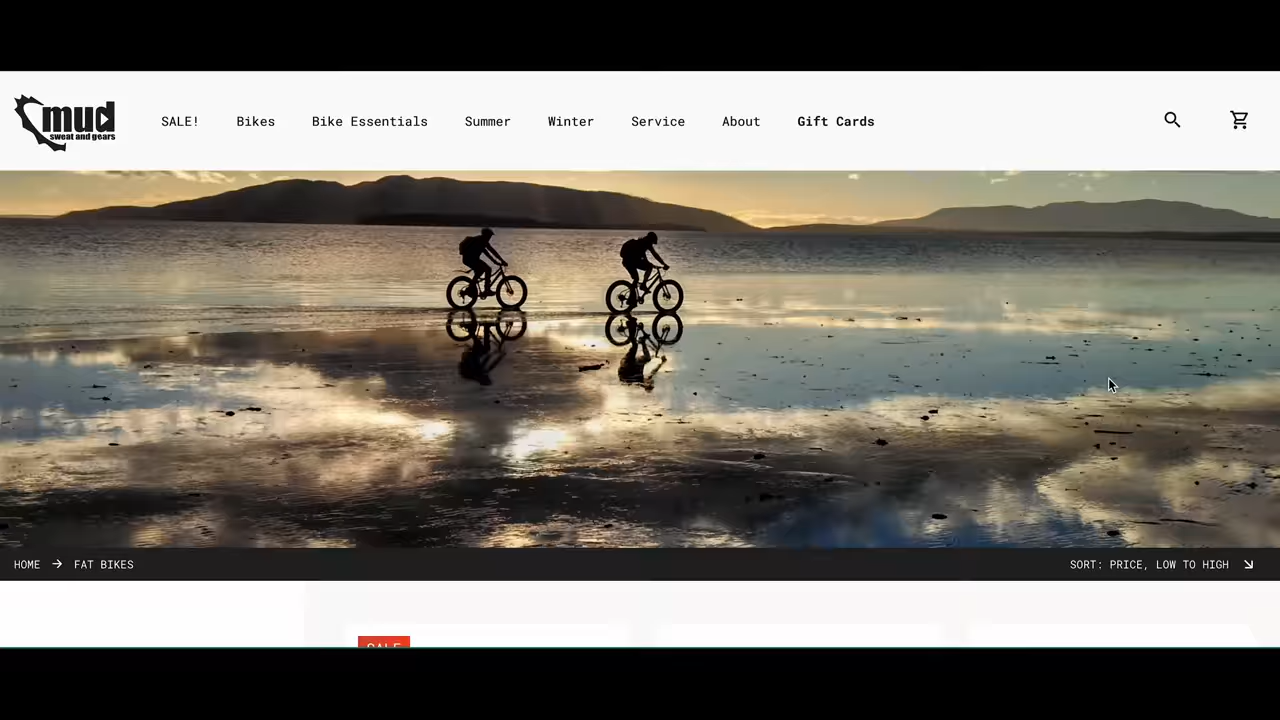 mud
sweat and gears
SALE!
Bikes
Bike Essentials
Summer
Winter
Service
About
Gift Cards
HOME → FAT BIKES
SORT: PRICE, LOW TO HIGH
SALE